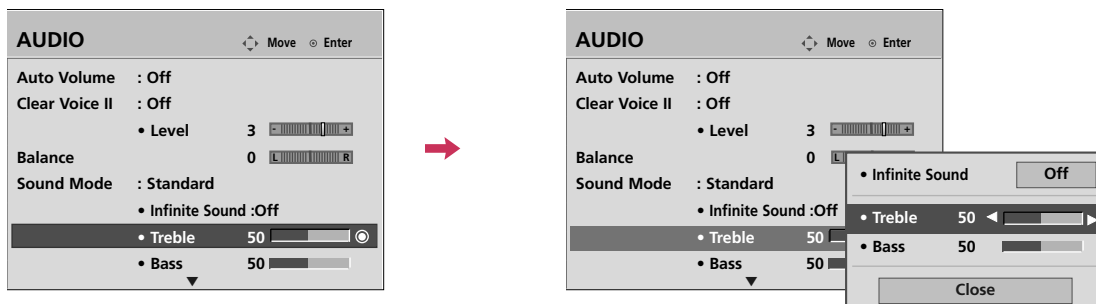 AUDIO Move Enter
Auto Volume : Off
Clear Voice II : Off
• Level 3 - +
Balance 0 L R
Sound Mode : Standard
• Infinite Sound :Off
• Treble 50
• Bass 50
AUDIO Move Enter
Auto Volume : Off
Clear Voice II : Off
• Level 3 - +
Balance 0 L
Sound Mode : Standard
• Infinite Sound :Off
• Treble 50
• Bass 50
• Infinite Sound Off
• Treble 50
• Bass 50
Close